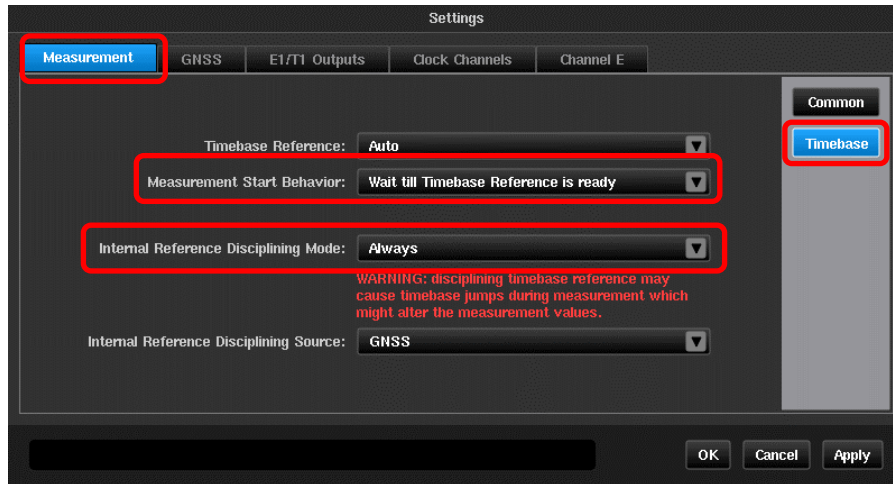 Settings
Measurement GNSS E1/T1 Outputs Clock Channels Channel E
Common
Timebase
Timebase Reference: Auto
Measurement Start Behavior: Wait till Timebase Reference is ready
Internal Reference Disciplining Mode: Always
WARNING: disciplining timebase reference may
cause timebase jumps during measurement which
might alter the measurement values.
Internal Reference Disciplining Source: GNSS
OK Cancel Apply